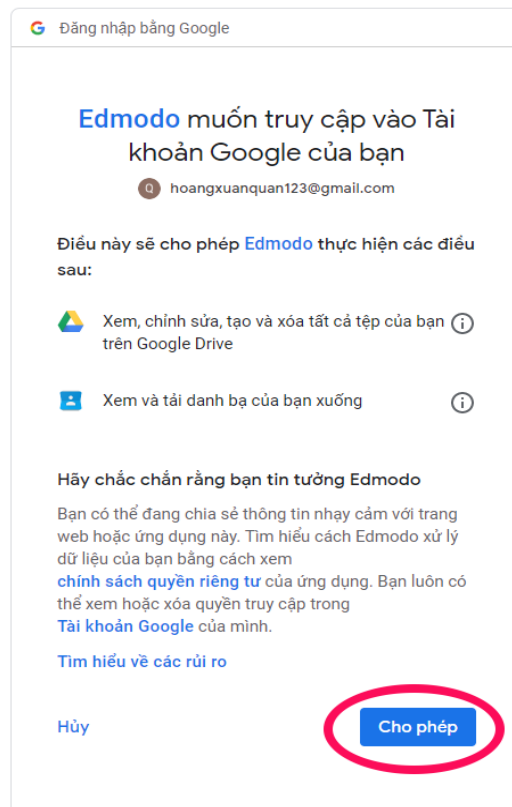 Đăng nhập bằng Google
Edmodo muốn truy cập vào Tài
khoản Google của bạn
Q hoangxuanquan123@gmail.com
Điều này sẽ cho phép Edmodo thực hiện các điều
sau:
Xem, chỉnh sửa, tạo và xóa tất cả tệp của bạn
trên Google Drive
Xem và tải danh bạ của bạn xuống
Hãy chắc chắn rằng bạn tin tưởng Edmodo
Bạn có thể đang chia sẻ thông tin nhạy cảm với trang
web hoặc ứng dụng này. Tìm hiểu cách Edmodo xử lý
dữ liệu của bạn bằng cách xem
chính sách quyền riêng tư của ứng dụng. Bạn luôn có
thể xem hoặc xóa quyền truy cập trong
Tài khoản Google của mình.
Tìm hiểu về các rủi ro
Hủy Cho phép